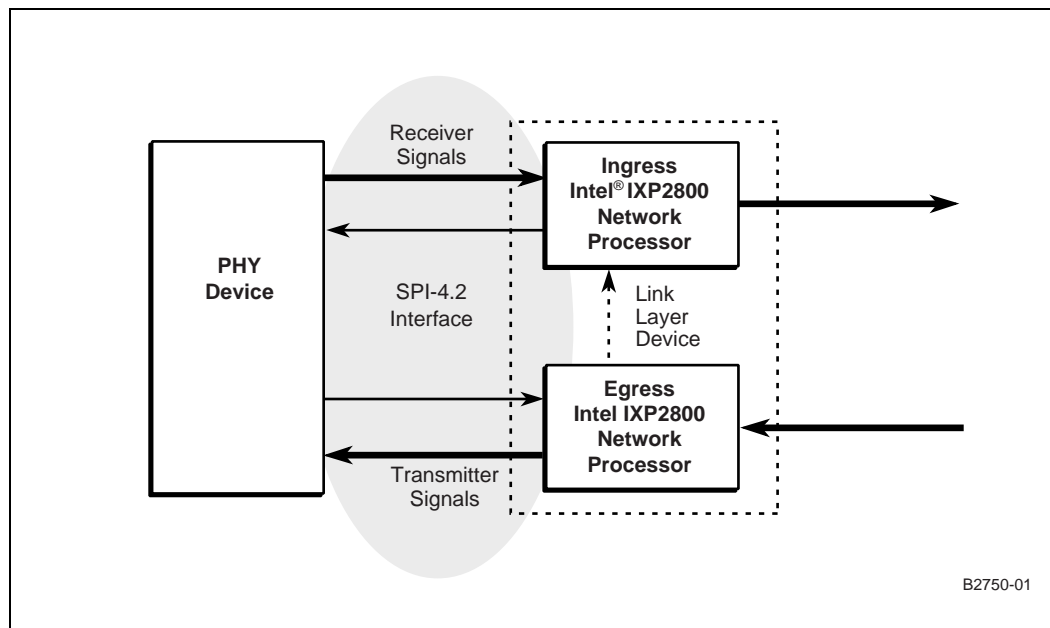 Receiver
Signals
Ingress
Intel® IXP2800
Network
Processor
PHY
Device
SPI-4.2
Interface
Link
Layer
Device
Egress
Intel IXP2800
Network
Processor
Transmitter
Signals
B2750-01